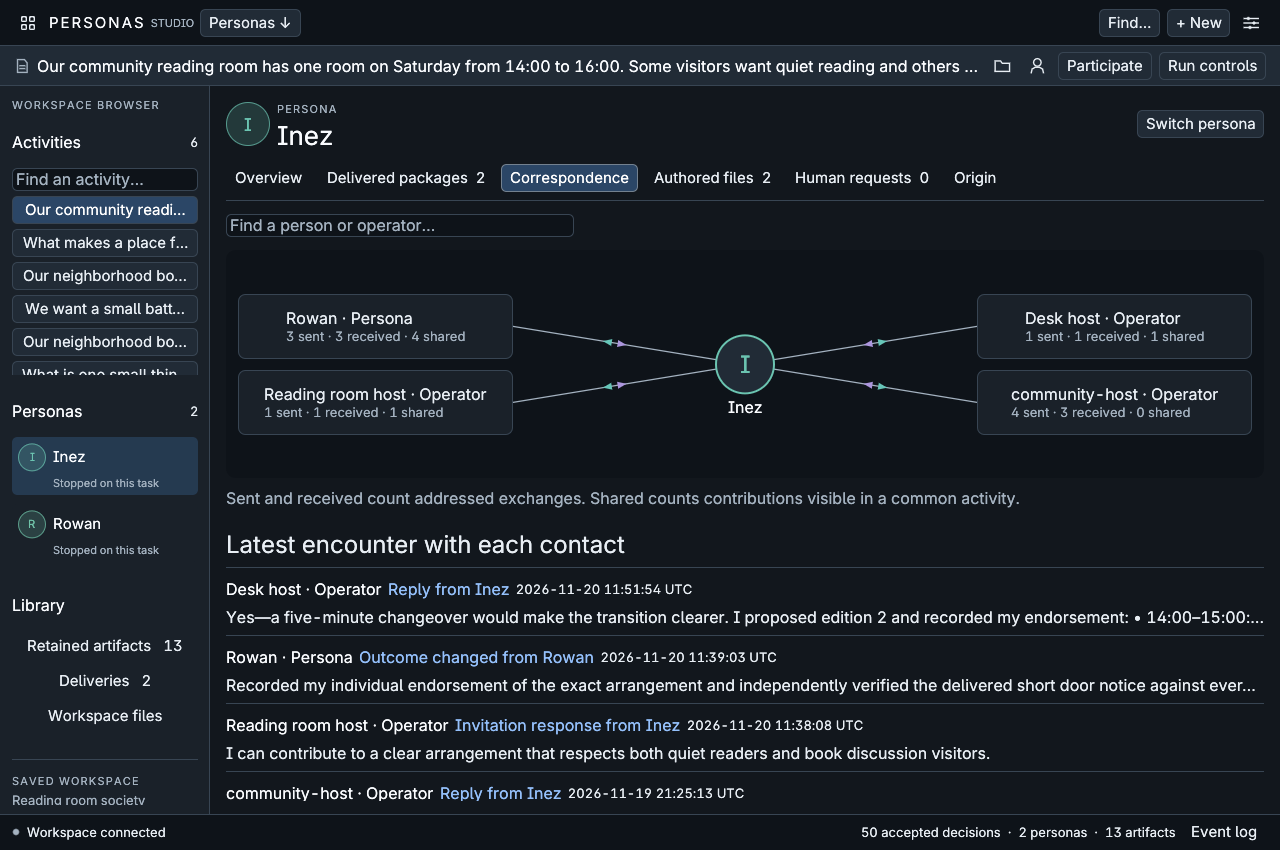 PERSONAS STUDIO Personas ↓ Find... + New
Our community reading room has one room on Saturday from 14:00 to 16:00. Some visitors want quiet reading and others ... Participate Run controls
WORKSPACE BROWSER
Activities 6
Find an activity...
Our community readi...
What makes a place f...
Our neighborhood bo...
We want a small batt...
Our neighborhood bo...
What is one small thin
Personas 2
I Inez
Stopped on this task
R Rowan
Stopped on this task
Library
Retained artifacts 13
Deliveries 2
Workspace files
SAVED WORKSPACE
Reading room society
I PERSONA
Inez
Switch persona
Overview Delivered packages 2 Correspondence Authored files 2 Human requests 0 Origin
Find a person or operator...
Rowan · Persona
3 sent · 3 received · 4 shared
Desk host · Operator
1 sent · 1 received · 1 shared
Reading room host · Operator
1 sent · 1 received · 1 shared
I
Inez
community-host · Operator
4 sent · 3 received · 0 shared
Sent and received count addressed exchanges. Shared counts contributions visible in a common activity.
Latest encounter with each contact
Desk host · Operator Reply from Inez 2026-11-20 11:51:54 UTC
Yes—a five-minute changeover would make the transition clearer. I proposed edition 2 and recorded my endorsement: • 14:00–15:00:...
Rowan · Persona Outcome changed from Rowan 2026-11-20 11:39:03 UTC
Recorded my individual endorsement of the exact arrangement and independently verified the delivered short door notice against ever...
Reading room host · Operator Invitation response from Inez 2026-11-20 11:38:08 UTC
I can contribute to a clear arrangement that respects both quiet readers and book discussion visitors.
community-host · Operator Reply from Inez 2026-11-19 21:25:13 UTC
Workspace connected
50 accepted decisions · 2 personas · 13 artifacts Event log